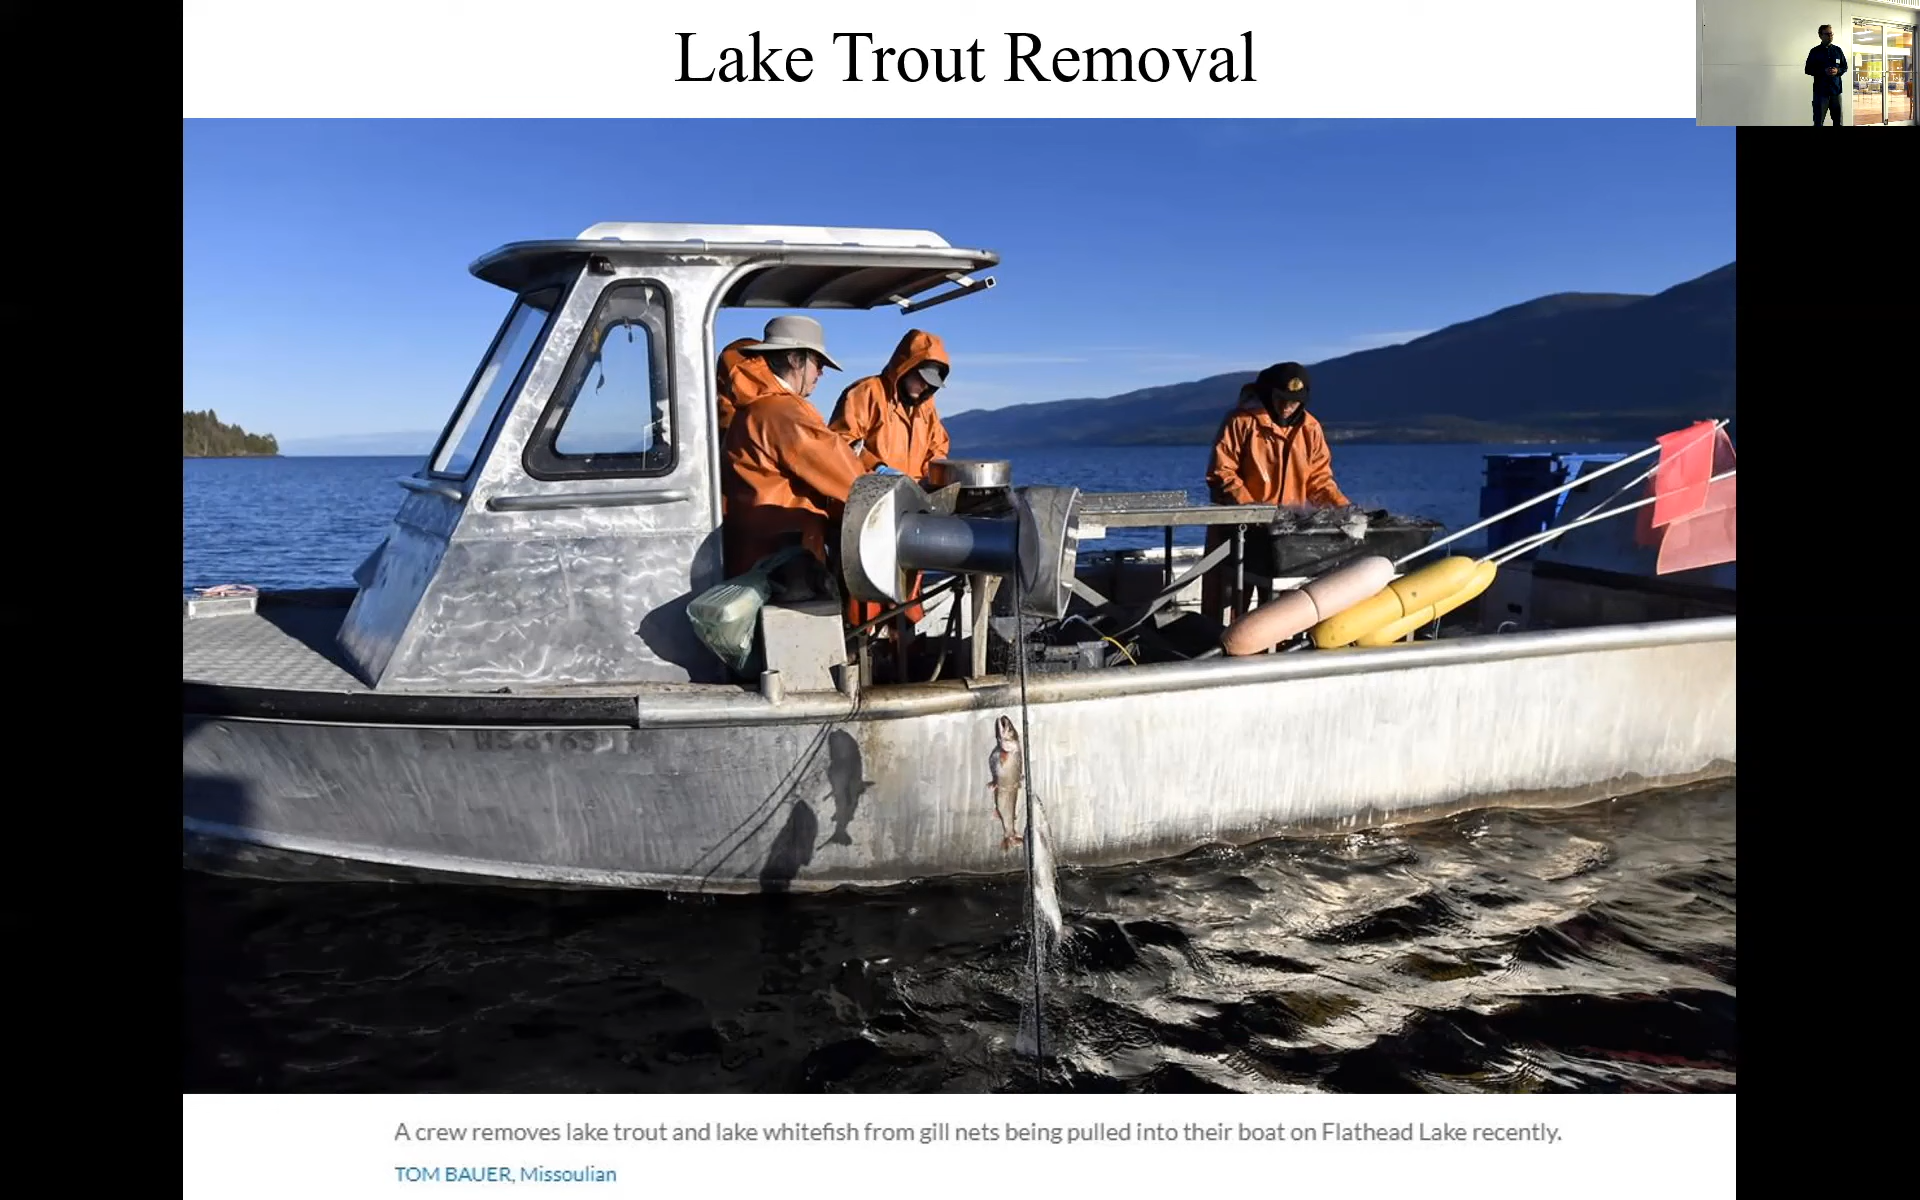 Lake Trout Removal
A crew removes lake trout and lake whitefish from gill nets being pulled into their boat on Flathead Lake recently.
TOM BAUER, Missoulian